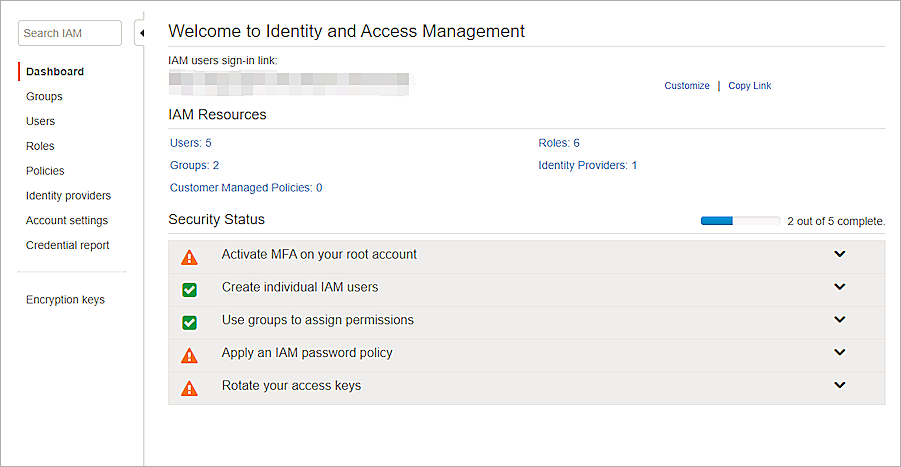 Search IAM
Dashboard
Groups
Users
Roles
Policies
Identity providers
Account settings
Credential report
Encryption keys
Welcome to Identity and Access Management
IAM users sign-in link:
Customize | Copy Link
IAM Resources
Users: 5
Roles: 6
Groups: 2
Identity Providers: 1
Customer Managed Policies: 0
Security Status
2 out of 5 complete.
Activate MFA on your root account
Create individual IAM users
Use groups to assign permissions
Apply an IAM password policy
Rotate your access keys